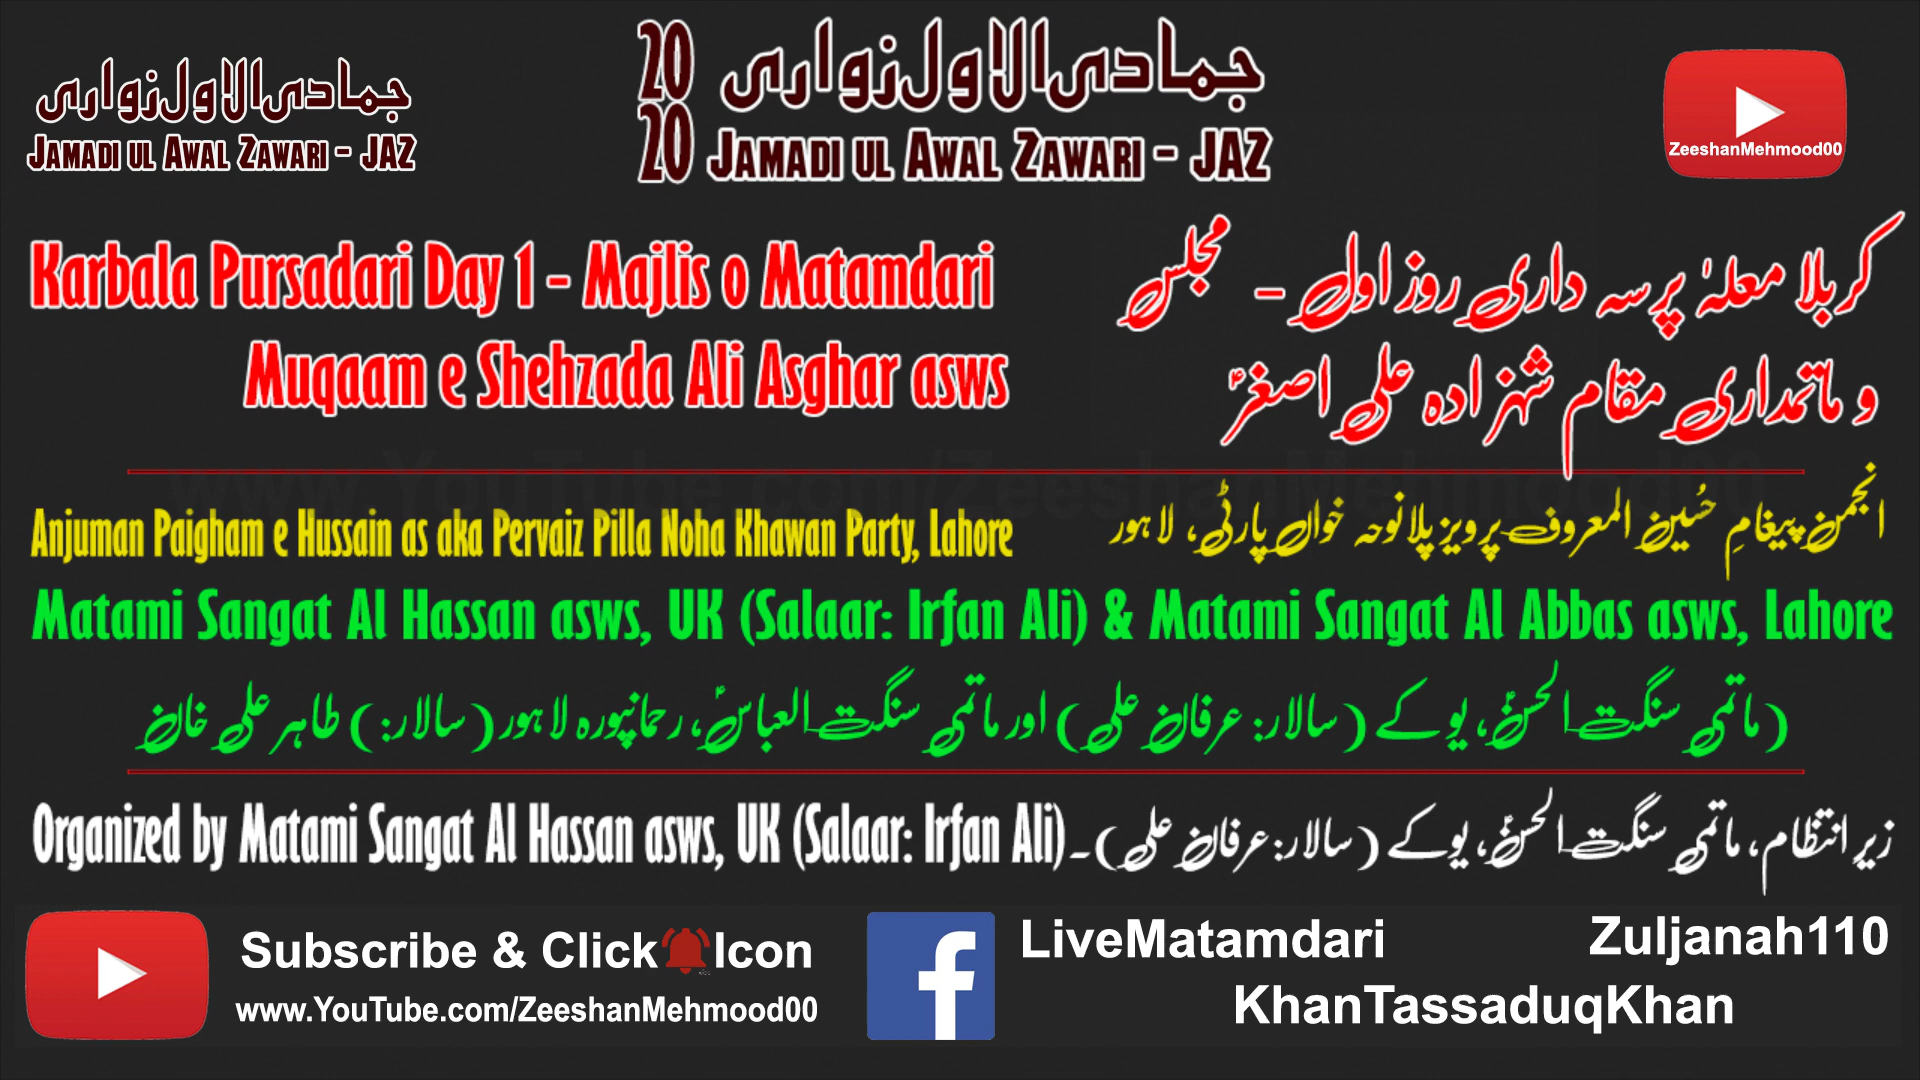 جمادی الاول زواری
JAMADI UL AWAL ZAWARI - JAZ
20 جمادی الاول زواری
20 JAMADI UL AWAL ZAWARI - JAZ
ZeeshanMehmood00
Karbala Pursadari Day 1 - Majlis o Matamdari
Muqaam e Shehzada Ali Asghar asws
کربلا معلہٰ پرسہ داری روز اول - مجلس
و ماتمداری مقام شہزادہ علی اصغرؑ
www.YouTube.com/ZeeshanMehmood00
Anjuman Paigham e Hussain as aka Pervaiz Pilla Noha Khawan Party, Lahore
انجمن پیغامِ حُسین المعروف پرویز پلا نوحہ خواں پارٹی، لاہور
Matami Sangat Al Hassan asws, UK (Salaar: Irfan Ali) & Matami Sangat Al Abbas asws, Lahore
(ماتمی سنگت الحسنؑ، یو کے (سالار: عرفان علی) اور ماتمی سنگت العباسؑ، رحمانپورہ لاہور (سالار:) طاہر علی خان
Organized by Matami Sangat Al Hassan asws, UK (Salaar: Irfan Ali)
زیرِ انتظام، ماتمی سنگت الحسنؑ، یو کے (سالار: عرفان علی)۔
Subscribe & Click Icon
www.YouTube.com/ZeeshanMehmood00
LiveMatamdari
Zuljanah110
KhanTassaduqKhan